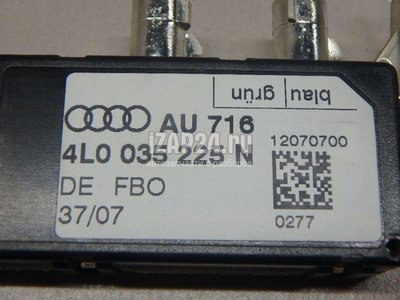 blau | grün
AU 716
4L0 035 225 N
12070700
DE FBO
37/07
0277
IZAP24.ru